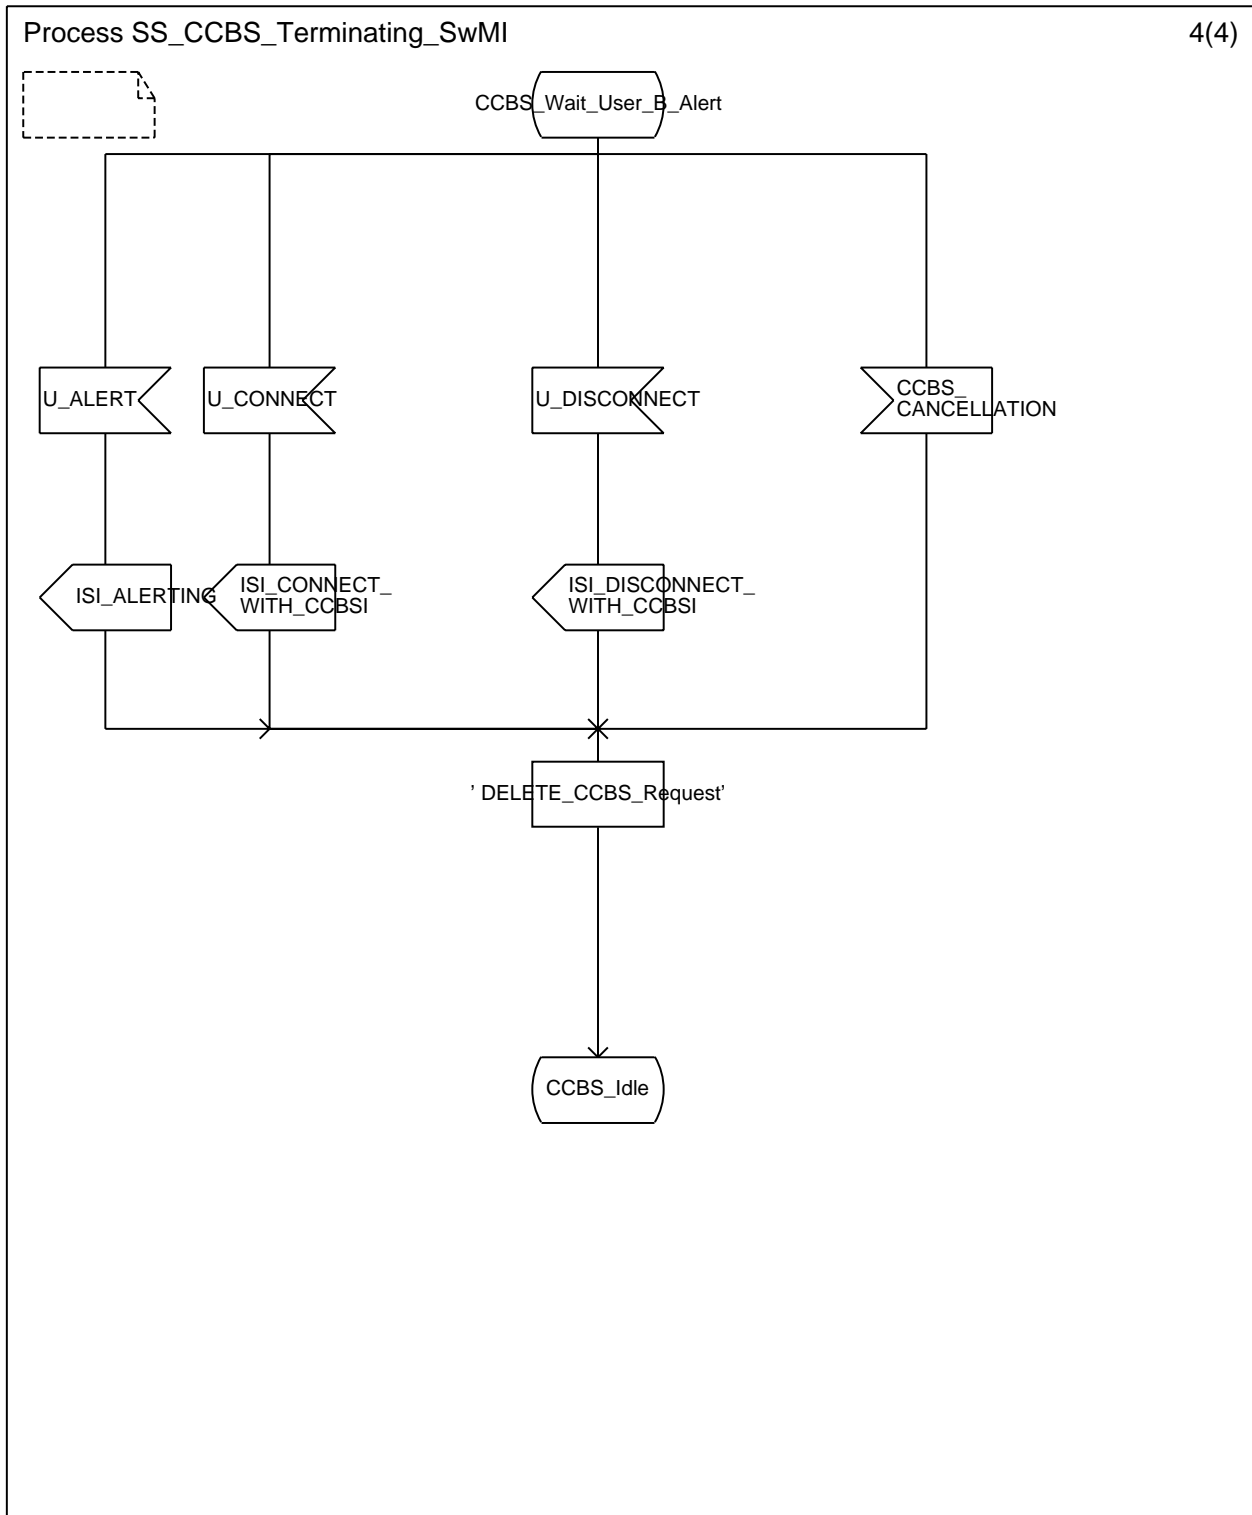 Process SS_CCBS_Terminating_SwMI
4(4)
CCBS_Wait_User_B_Alert
U_ALERT
U_CONNECT
U_DISCONNECT
CCBS_
CANCELLATION
ISI_ALERTING
ISI_CONNECT_
WITH_CCBSI
ISI_DISCONNECT_
WITH_CCBSI
' DELETE_CCBS_Request'
CCBS_Idle